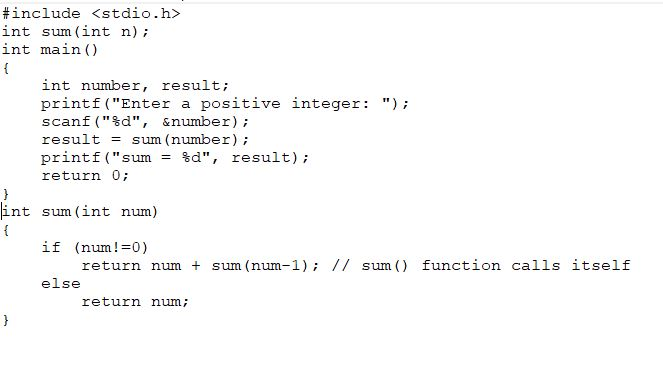 #include <stdio.h>
int sum(int n);
int main()
{
    int number, result;
    printf("Enter a positive integer: ");
    scanf("%d", &number);
    result = sum(number);
    printf("sum = %d", result);
    return 0;
}
int sum(int num)
{
    if (num!=0)
        return num + sum(num-1); // sum() function calls itself
    else
        return num;
}